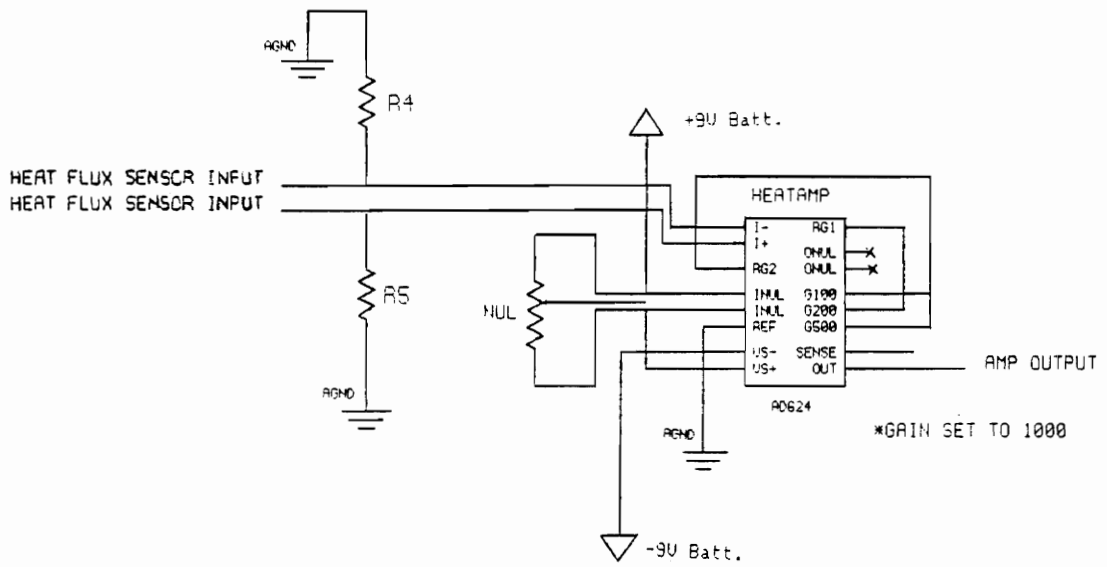 AGND
R4
+9V Batt.
HEAT FLUX SENSCR INFUT
HEAT FLUX SENSOR INPUT
HEATAMP
I- RG1
I+
ONUL
RG2 ONUL
INUL G100
INUL G200
REF G500
VS- SENSE
VS+ OUT
R5
NUL
AMP OUTPUT
AGND
AD624
AGND
*GAIN SET TO 1000
-9V Batt.